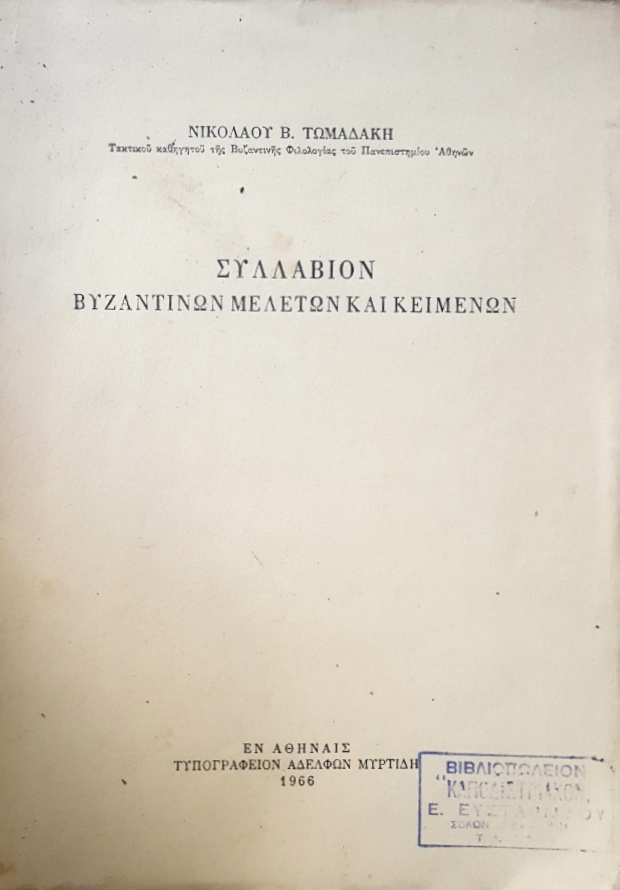 ΝΙΚΟΛΑΟΥ Β. ΤΩΜΑΔΑΚΗ
Τακτικοῦ καθηγητοῦ τῆς Βυζαντινῆς Φιλολογίας τοῦ Πανεπιστημίου Ἀθηνῶν
ΣΥΛΛΑΒΙΟΝ
ΒΥΖΑΝΤΙΝΩΝ ΜΕΛΕΤΩΝ ΚΑΙ ΚΕΙΜΕΝΩΝ
ΕΝ ΑΘΗΝΑΙΣ
ΤΥΠΟΓΡΑΦΕΙΟΝ ΑΔΕΛΦΩΝ ΜΥΡΤΙΔΗ
1966
ΒΙΒΛΙΟΠΩΛΕΙΟΝ
Ε.
ΣΟΛΩΝ